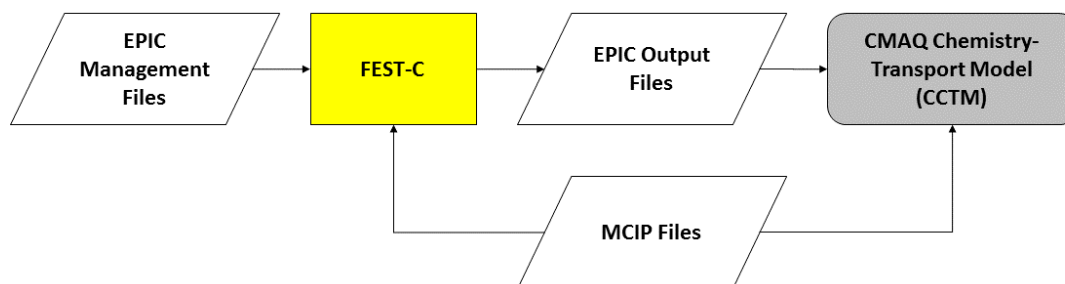 EPIC
Management
Files
FEST-C
EPIC Output
Files
CMAQ Chemistry-
Transport Model
(CCTM)
MCIP Files